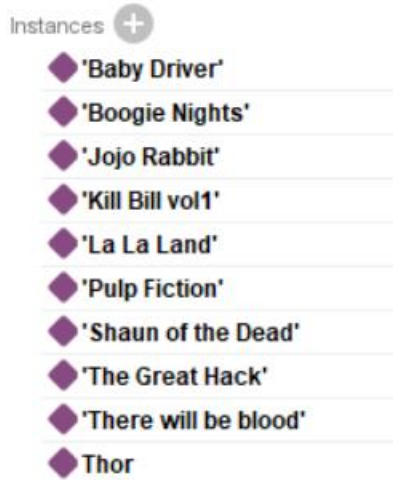 Instances
'Baby Driver'
'Boogie Nights'
'Jojo Rabbit'
'Kill Bill vol1'
'La La Land'
'Pulp Fiction'
'Shaun of the Dead'
'The Great Hack'
'There will be blood'
Thor